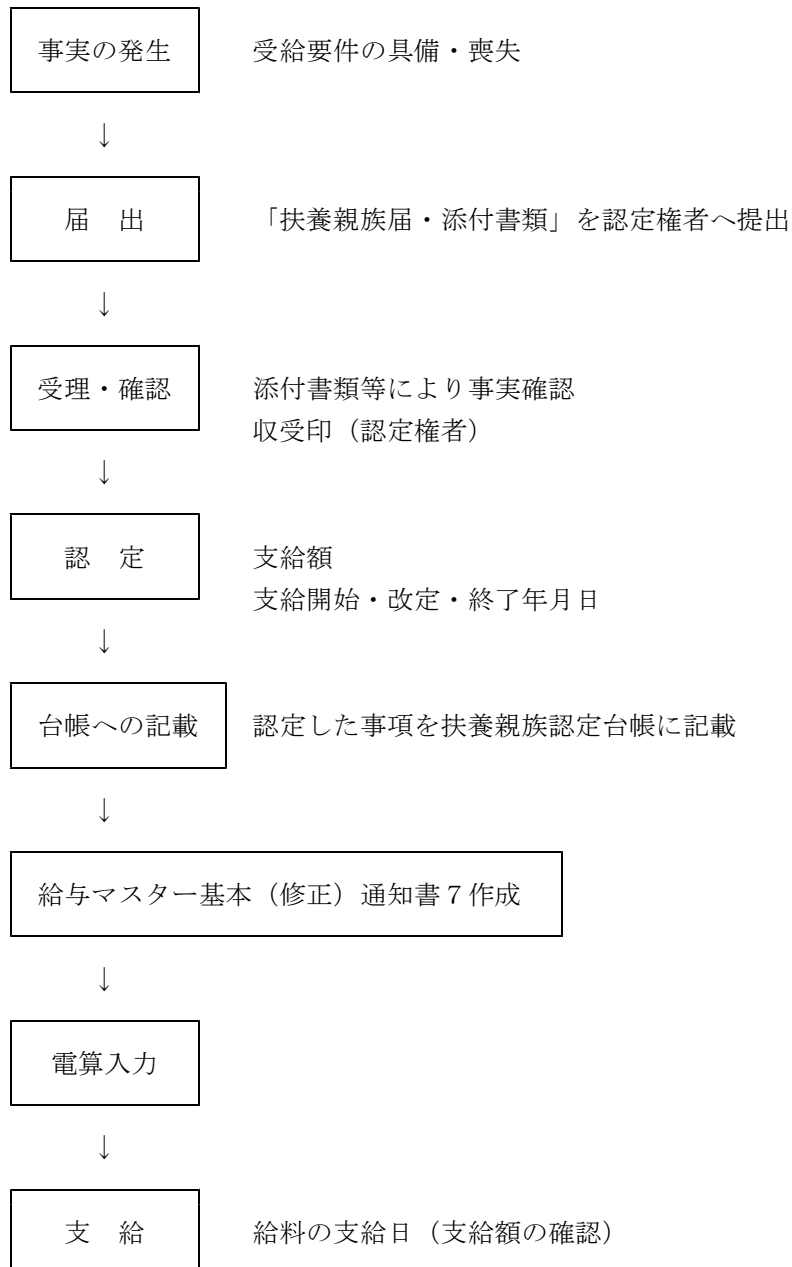 事実の発生　受給要件の具備・喪失
↓
届　出　「扶養親族届・添付書類」を認定権者へ提出
↓
受理・確認　添付書類等により事実確認
収受印（認定権者）
↓
認　定　支給額
支給開始・改定・終了年月日
↓
台帳への記載　認定した事項を扶養親族認定台帳に記載
↓
給与マスター基本（修正）通知書７作成
↓
電算入力
↓
支　給　給料の支給日（支給額の確認）